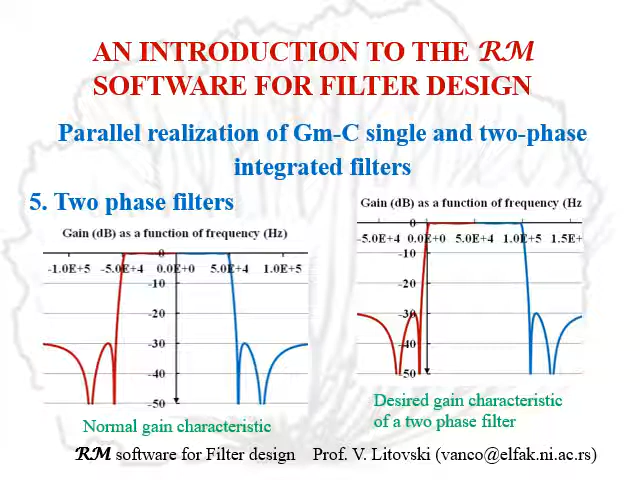 AN INTRODUCTION TO THE RM
SOFTWARE FOR FILTER DESIGN
Parallel realization of Gm-C single and two-phase
integrated filters
5. Two phase filters
Gain (dB) as a function of frequency (Hz)
0
-1.0E+5 -5.0E+4 0.0E+0 5.0E+4 1.0E+5
-10
-20
-30
-40
-50
Normal gain characteristic
Gain (dB) as a function of frequency (Hz
0
-5.0E+4 0.0E+0 5.0E+4 1.0E+5 1.5E+
-10
-20
-30
-40
-50
Desired gain characteristic
of a two phase filter
RM software for Filter design Prof. V. Litovski (vanco@elfak.ni.ac.rs)